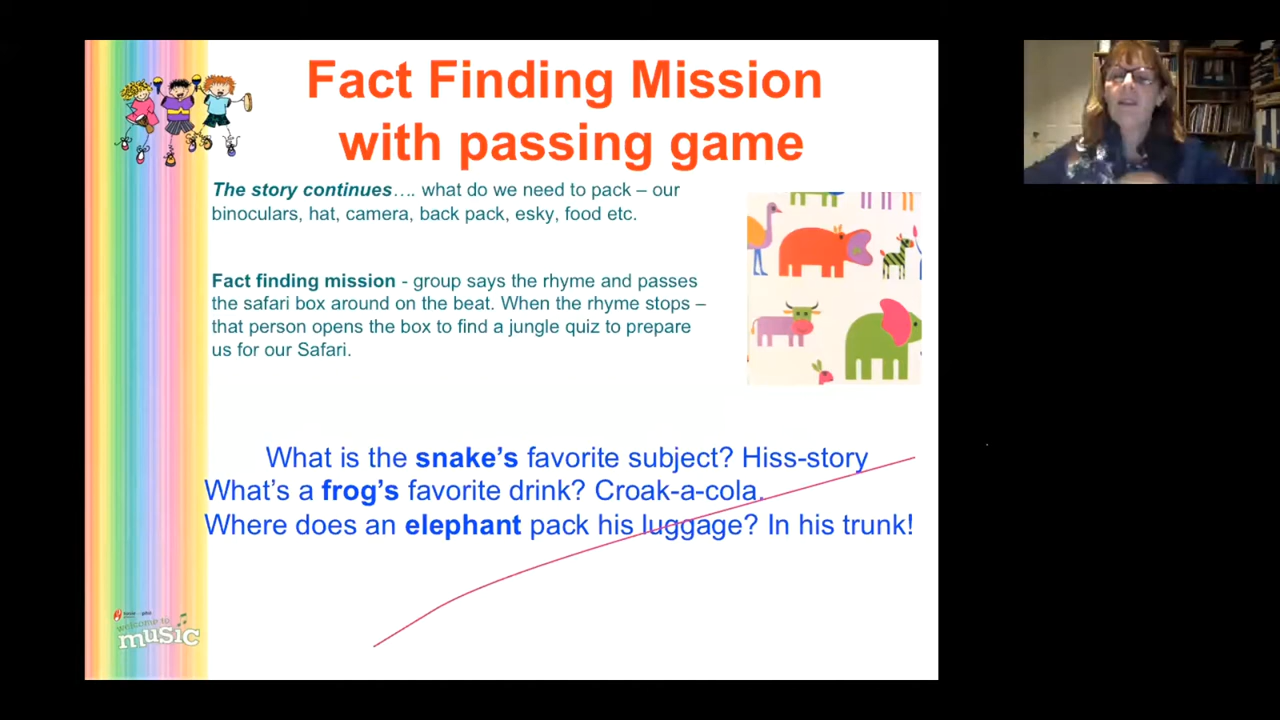 Fact Finding Mission
with passing game
The story continues…. what do we need to pack – our
binoculars, hat, camera, back pack, esky, food etc.
Fact finding mission - group says the rhyme and passes
the safari box around on the beat. When the rhyme stops –
that person opens the box to find a jungle quiz to prepare
us for our Safari.
What is the snake's favorite subject? Hiss-story
What's a frog's favorite drink? Croak-a-cola.
Where does an elephant pack his luggage? In his trunk!
welcome to
music